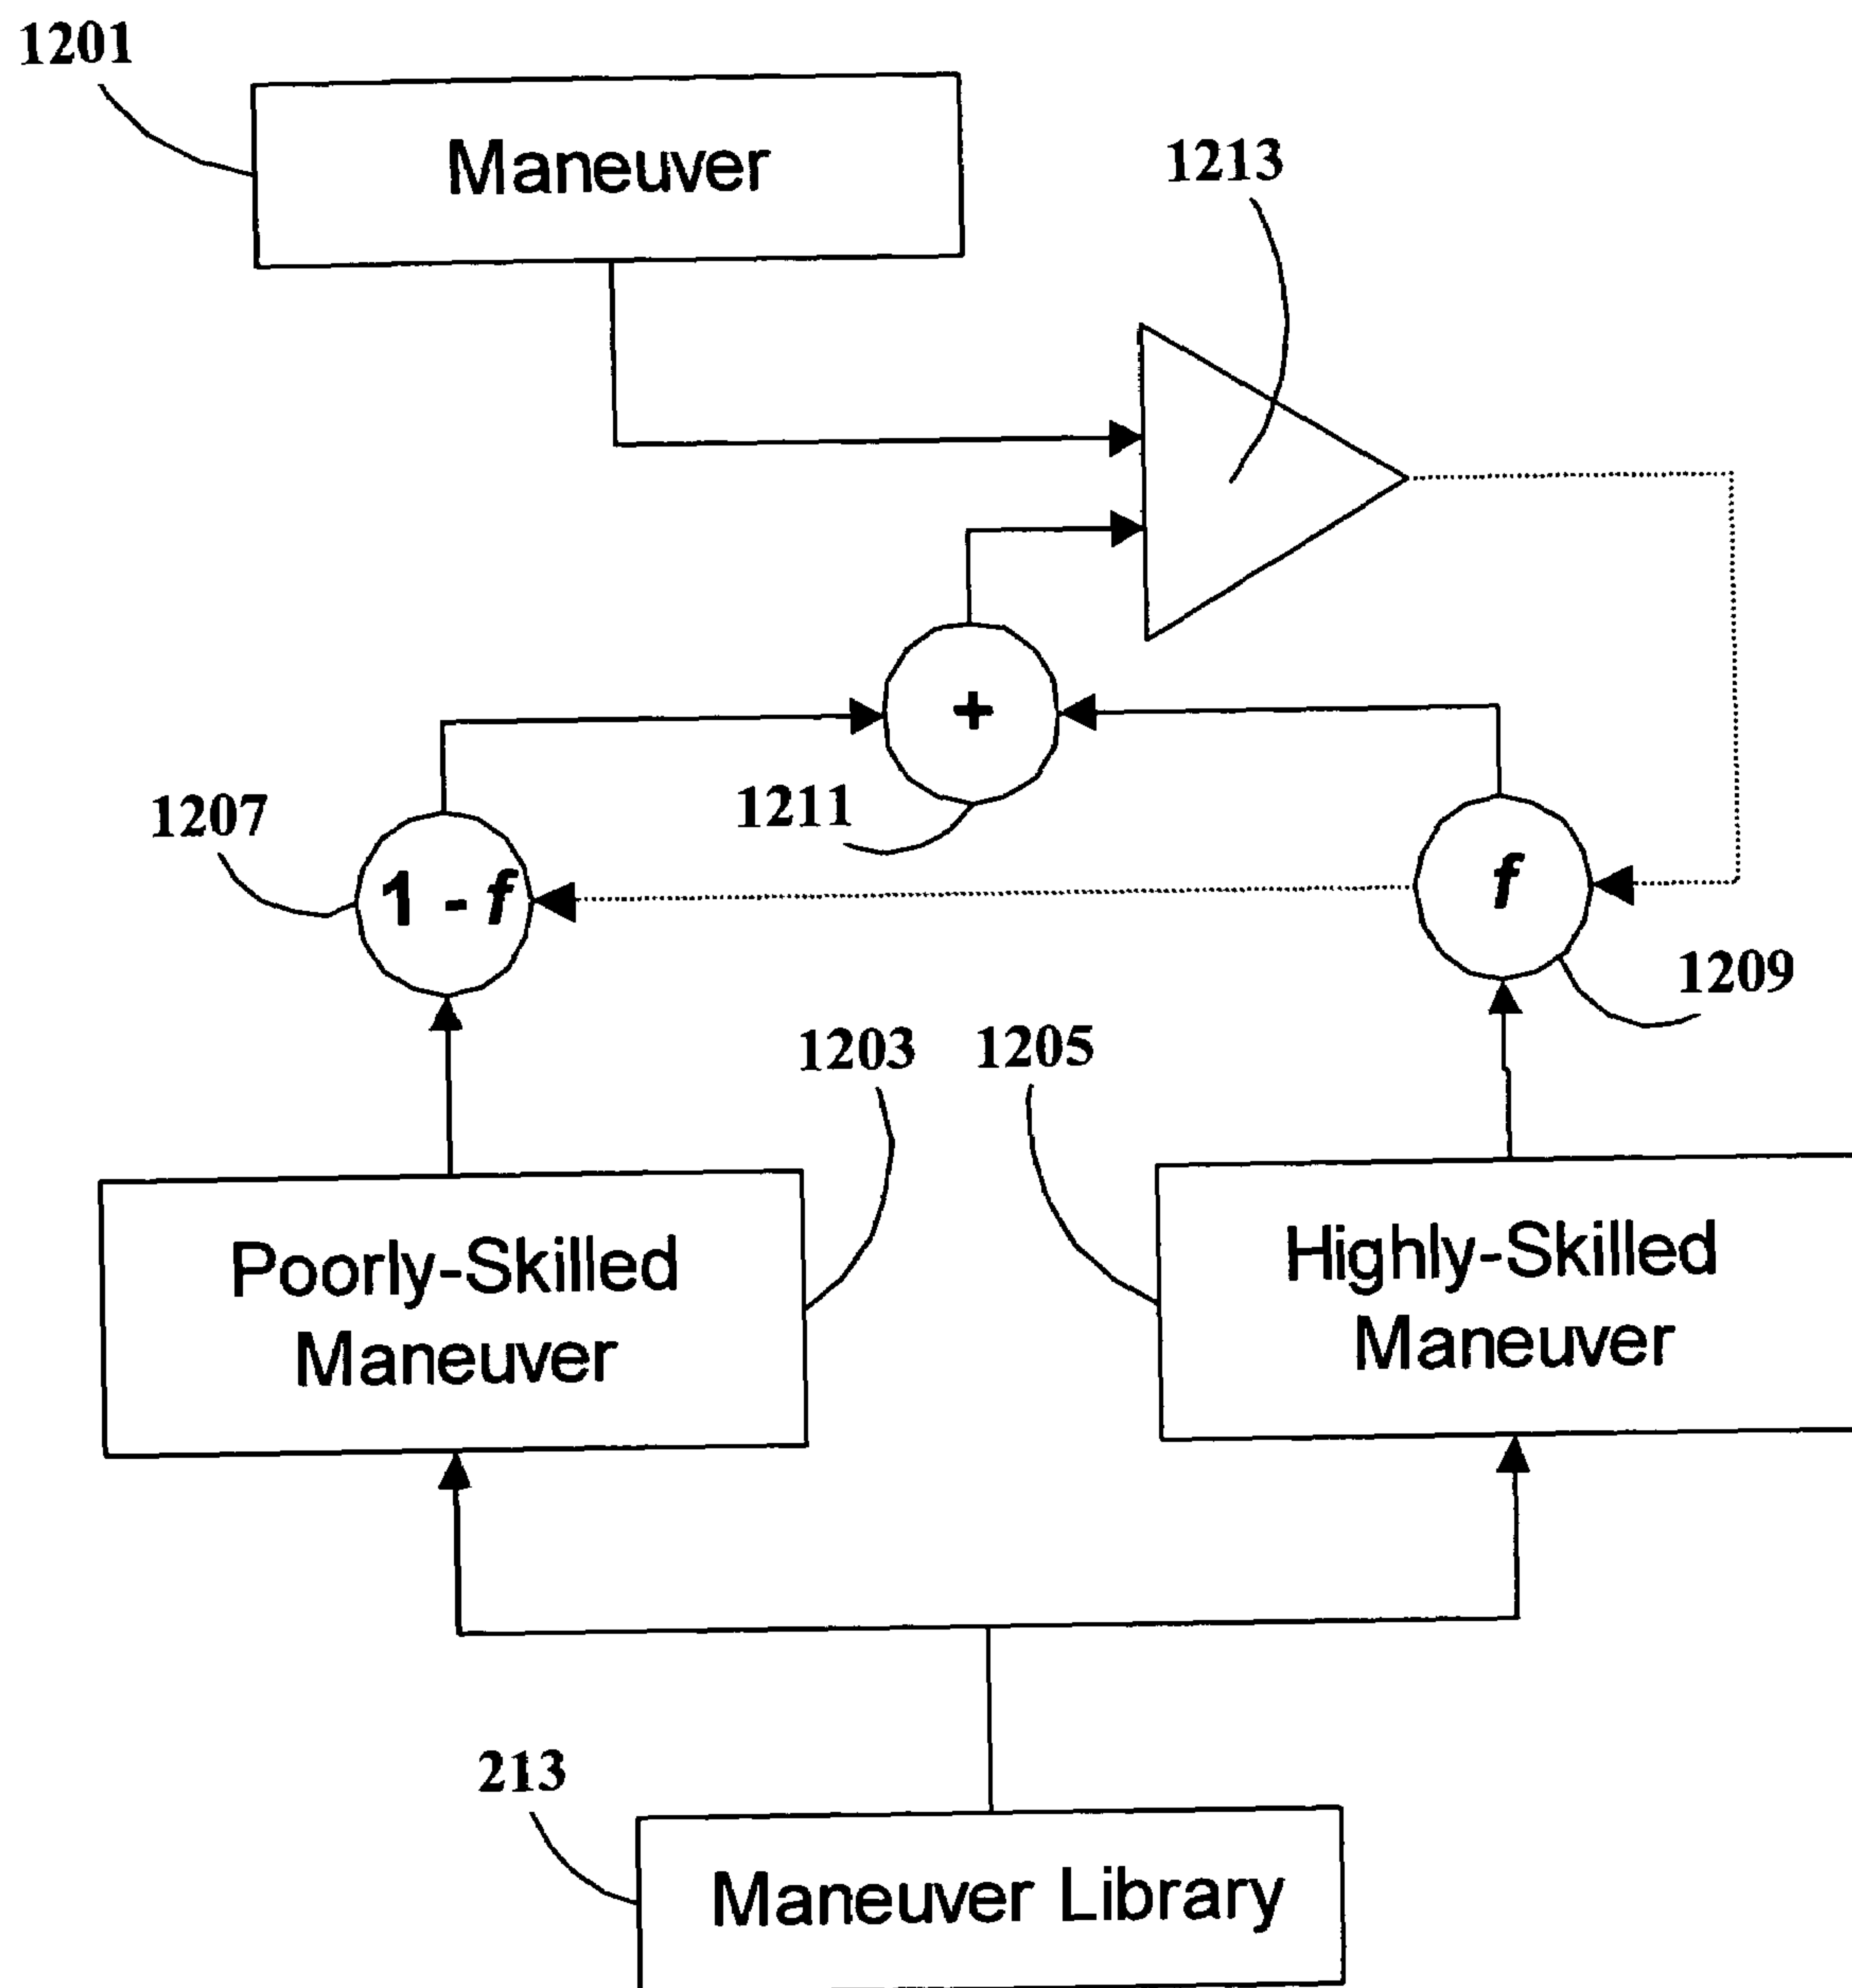 1201
Maneuver
1213
+
1207
1211
1 - f
f
1209
1203
1205
Poorly-Skilled
Maneuver
Highly-Skilled
Maneuver
213
Maneuver Library